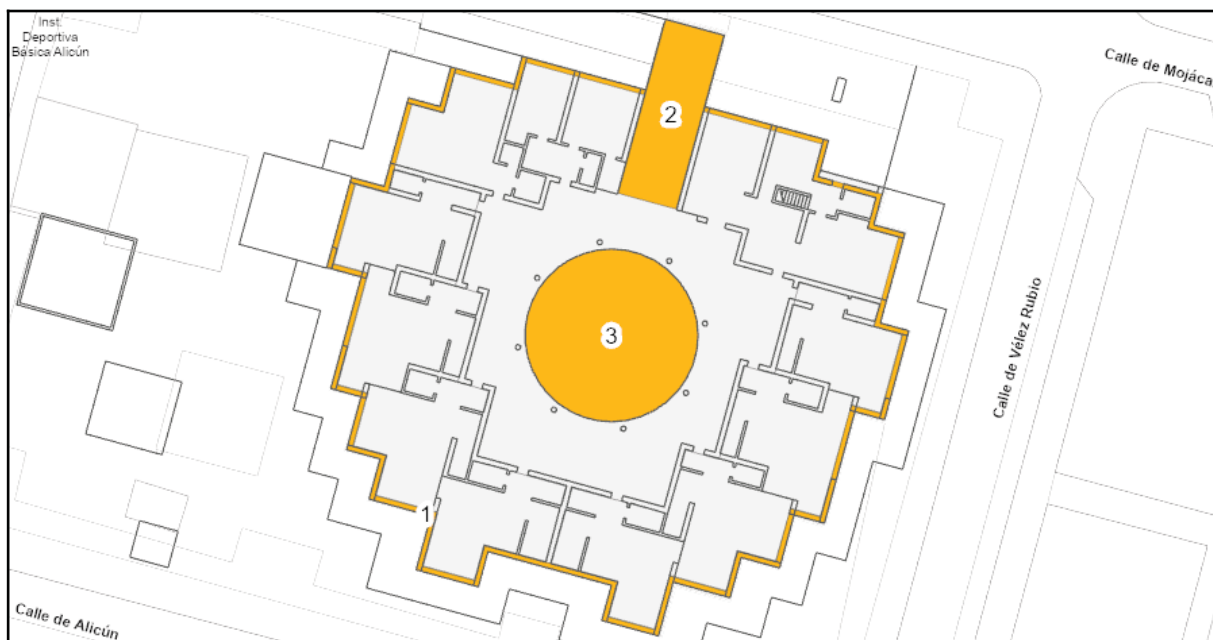 Inst.
Deportiva
Básica Alicún
Calle de Mojáca
2
3
Calle de Vélez Rubio
1
Calle de Alicún